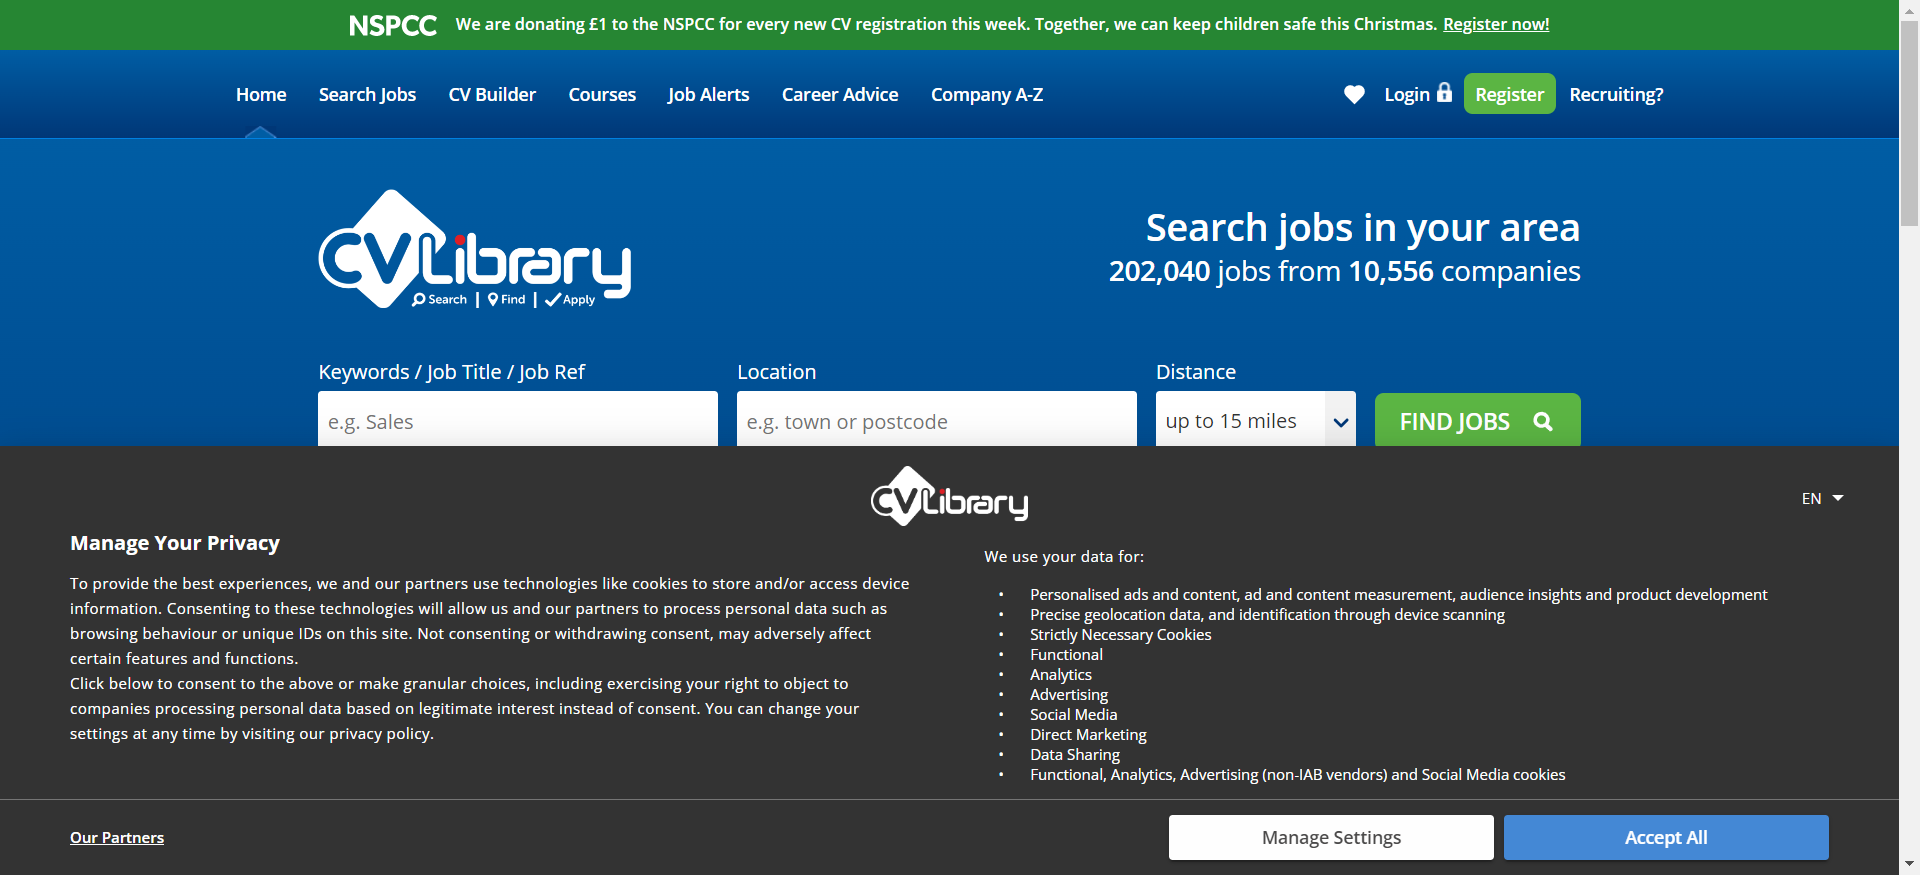 NSPCC We are donating £1 to the NSPCC for every new CV registration this week. Together, we can keep children safe this Christmas. Register now!
Home Search Jobs CV Builder Courses Job Alerts Career Advice Company A-Z Login Register Recruiting?
CVLibrary
Search | Find | Apply
Search jobs in your area
202,040 jobs from 10,556 companies
Keywords / Job Title / Job Ref Location Distance
e.g. Sales e.g. town or postcode up to 15 miles FIND JOBS
CVLibrary
EN
Manage Your Privacy
To provide the best experiences, we and our partners use technologies like cookies to store and/or access device
information. Consenting to these technologies will allow us and our partners to process personal data such as
browsing behaviour or unique IDs on this site. Not consenting or withdrawing consent, may adversely affect
certain features and functions.
Click below to consent to the above or make granular choices, including exercising your right to object to
companies processing personal data based on legitimate interest instead of consent. You can change your
settings at any time by visiting our privacy policy.
We use your data for:
• Personalised ads and content, ad and content measurement, audience insights and product development
• Precise geolocation data, and identification through device scanning
• Strictly Necessary Cookies
• Functional
• Analytics
• Advertising
• Social Media
• Direct Marketing
• Data Sharing
• Functional, Analytics, Advertising (non-IAB vendors) and Social Media cookies
Our Partners Manage Settings Accept All